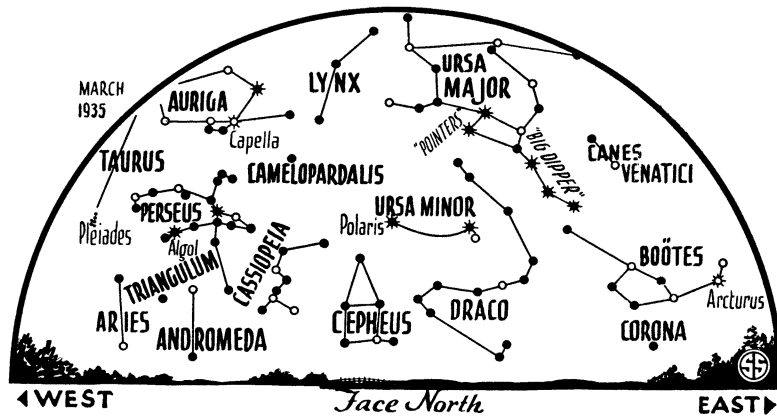 MARCH
1935
AURIGA
Capella
LYNX
URSA
MAJOR
"POINTERS"
"BIG DIPPER"
CANES
VENATICI
TAURUS
Pleiades
CAMELOPARDALIS
PERSEUS
Algol
Polaris
URSA MINOR
TRIANGULUM
CASSIOPEIA
BOÖTES
Arcturus
ARIES
ANDROMEDA
CEPHEUS
DRACO
CORONA
SS
WEST
Face North
EAST